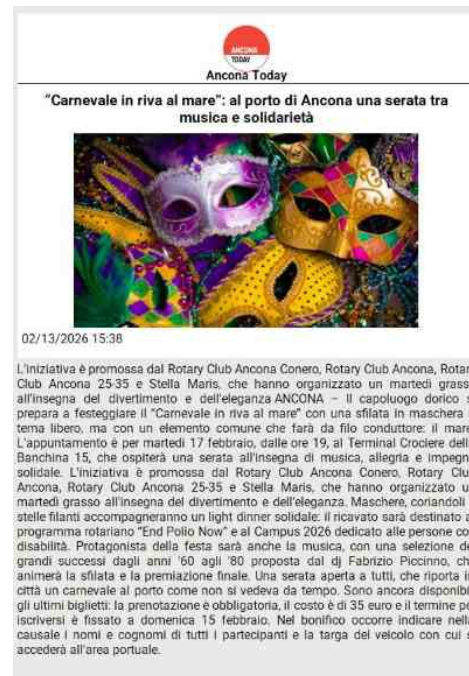 ANCONA
TODAY
Ancona Today
“Carnevale in riva al mare”: al porto di Ancona una serata tra
musica e solidarietà
02/13/2026 15:38
L'iniziativa è promossa dal Rotary Club Ancona Conero, Rotary Club Ancona, Rotar
Club Ancona 25-35 e Stella Maris, che hanno organizzato un martedì grass
all'insegna del divertimento e dell'eleganza ANCONA – Il capoluogo dorico s
prepara a festeggiare il “Carnevale in riva al mare” con una sfilata in maschera
tema libero, ma con un elemento comune che farà da filo conduttore: il mare
L'appuntamento è per martedì 17 febbraio, dalle ore 19, al Terminal Crociere dell
Banchina 15, che ospiterà una serata all'insegna di musica, allegria e impegn
solidale. L'iniziativa è promossa dal Rotary Club Ancona Conero, Rotary Clu
Ancona, Rotary Club Ancona 25-35 e Stella Maris, che hanno organizzato u
martedì grasso all'insegna del divertimento e dell'eleganza. Maschere, coriandoli
stelle filanti accompagneranno un light dinner solidale: il ricavato sarà destinato a
programma rotariano “End Polio Now” e al Campus 2026 dedicato alle persone co
disabilità. Protagonista della festa sarà anche la musica, con una selezione de
grandi successi dagli anni '60 agli '80 proposta dal dj Fabrizio Piccinno, ch
animerà la sfilata e la premiazione finale. Una serata aperta a tutti, che riporta i
città un carnevale al porto come non si vedeva da tempo. Sono ancora disponibi
gli ultimi biglietti: la prenotazione è obbligatoria, il costo è di 35 euro e il termine pe
iscriversi è fissato a domenica 15 febbraio. Nel bonifico occorre indicare nell
causale i nomi e cognomi di tutti i partecipanti e la targa del veicolo con cui s
accederà all'area portuale.